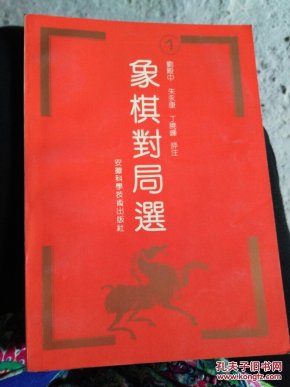 1
劉殿中 朱永康 丁曉峰 評注
象棋對局選
安徽科學技術出版社
孔夫子旧书网